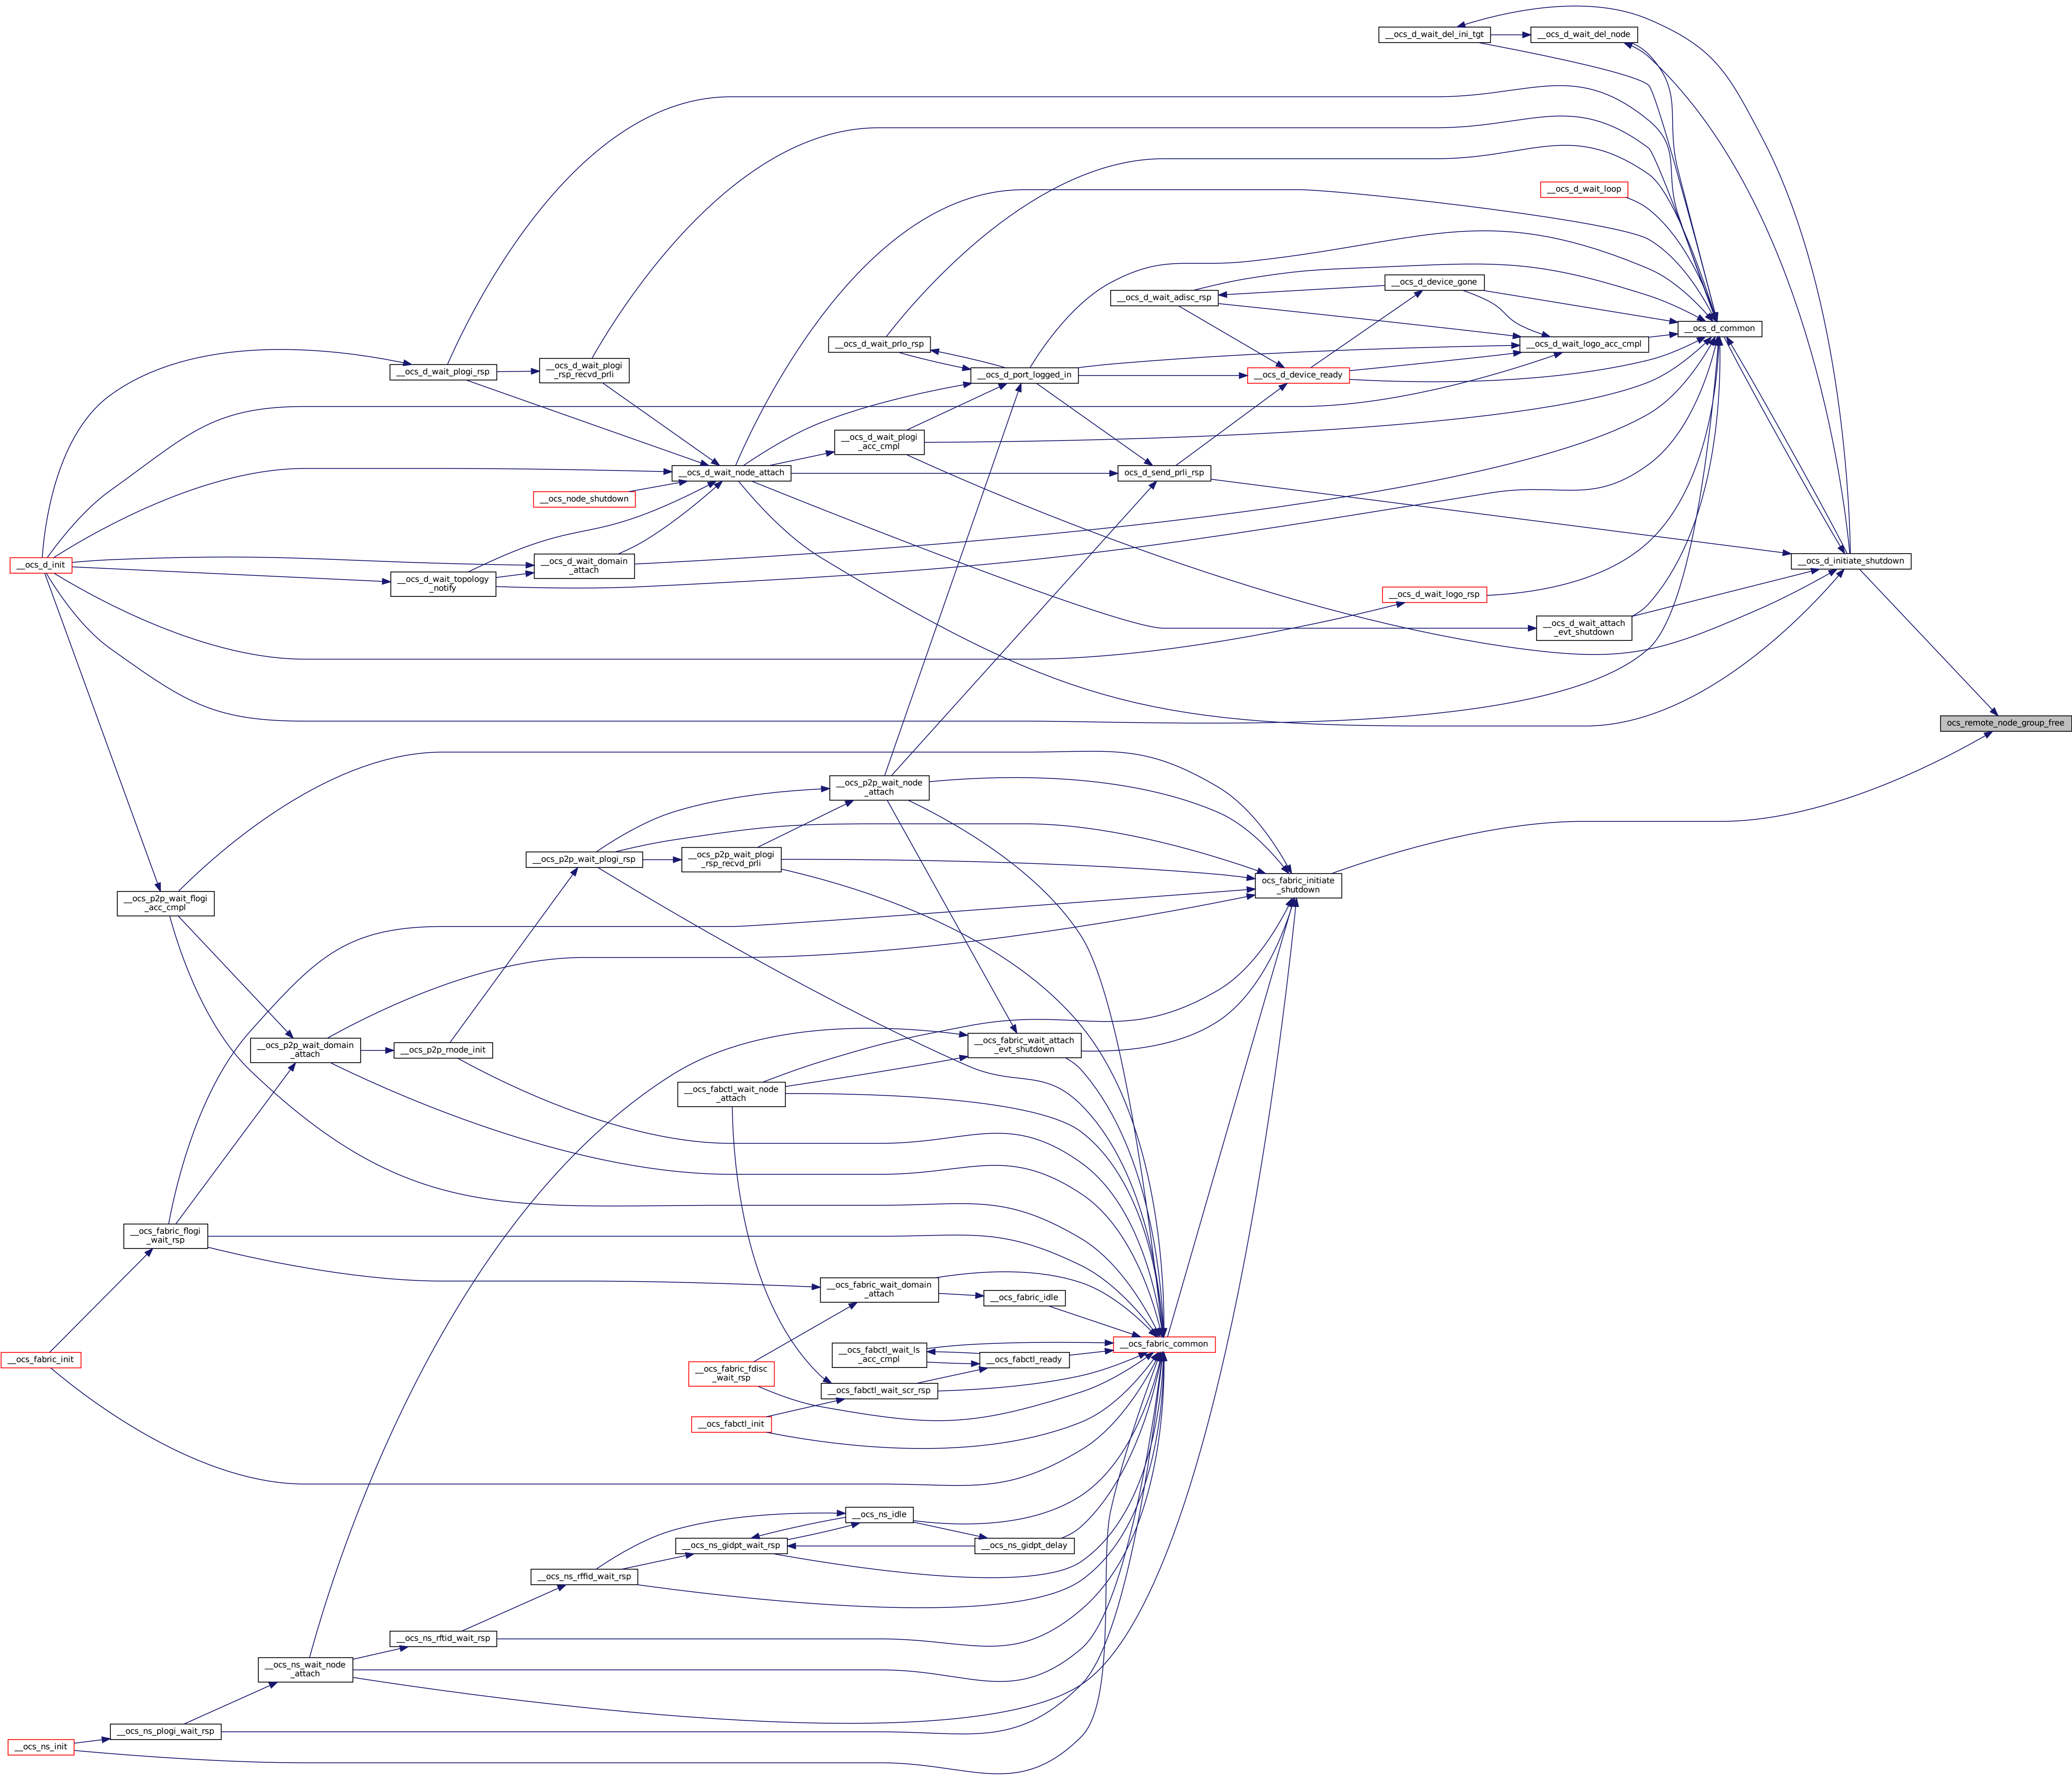 __ocs_d_wait_del_ini_tgt
__ocs_d_wait_del_node
__ocs_d_wait_loop
__ocs_d_device_gone
__ocs_d_wait_adisc_rsp
__ocs_d_common
__ocs_d_wait_prlo_rsp
__ocs_d_wait_logo_acc_cmpl
__ocs_d_wait_plogi_rsp
__ocs_d_wait_plogi
_rsp_recvd_prli
__ocs_d_port_logged_in
__ocs_d_device_ready
__ocs_d_wait_plogi
_acc_cmpl
__ocs_d_wait_node_attach
ocs_d_send_prli_rsp
__ocs_node_shutdown
__ocs_d_init
__ocs_d_wait_domain
_attach
__ocs_d_initiate_shutdown
__ocs_d_wait_topology
_notify
__ocs_d_wait_logo_rsp
__ocs_d_wait_attach
_evt_shutdown
ocs_remote_node_group_free
__ocs_p2p_wait_node
_attach
__ocs_p2p_wait_plogi_rsp
__ocs_p2p_wait_plogi
_rsp_recvd_prli
ocs_fabric_initiate
_shutdown
__ocs_p2p_wait_flogi
_acc_cmpl
__ocs_p2p_wait_domain
_attach
__ocs_p2p_rnode_init
__ocs_fabric_wait_attach
_evt_shutdown
__ocs_fabctl_wait_node
_attach
__ocs_fabric_flogi
_wait_rsp
__ocs_fabric_wait_domain
_attach
__ocs_fabric_idle
__ocs_fabric_common
__ocs_fabric_init
__ocs_fabctl_wait_ls
_acc_cmpl
__ocs_fabctl_ready
__ocs_fabric_fdisc
_wait_rsp
__ocs_fabctl_wait_scr_rsp
__ocs_fabctl_init
__ocs_ns_idle
__ocs_ns_gidpt_wait_rsp
__ocs_ns_gidpt_delay
__ocs_ns_rffid_wait_rsp
__ocs_ns_rftid_wait_rsp
__ocs_ns_wait_node
_attach
__ocs_ns_plogi_wait_rsp
__ocs_ns_init